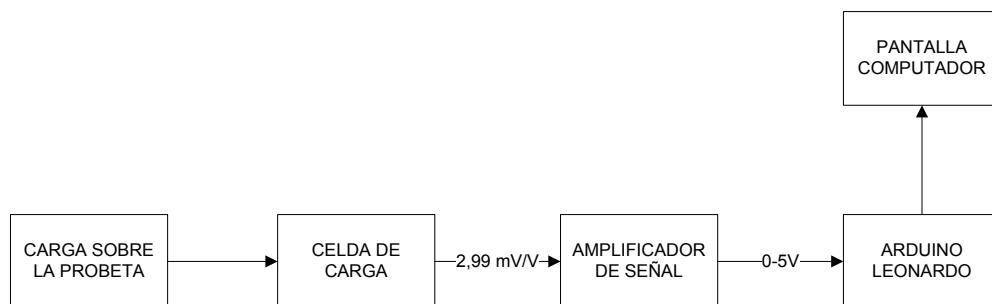 PANTALLA
COMPUTADOR
CARGA SOBRE
LA PROBETA
CELDA DE
CARGA
2,99 mV/V
AMPLIFICADOR
DE SEÑAL
0-5V
ARDUINO
LEONARDO